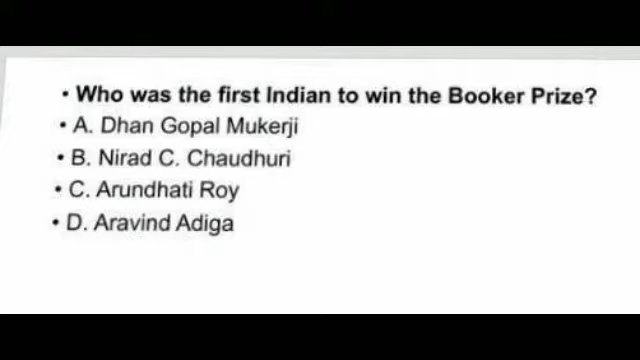 • Who was the first Indian to win the Booker Prize?
• A. Dhan Gopal Mukerji
• B. Nirad C. Chaudhuri
• C. Arundhati Roy
• D. Aravind Adiga